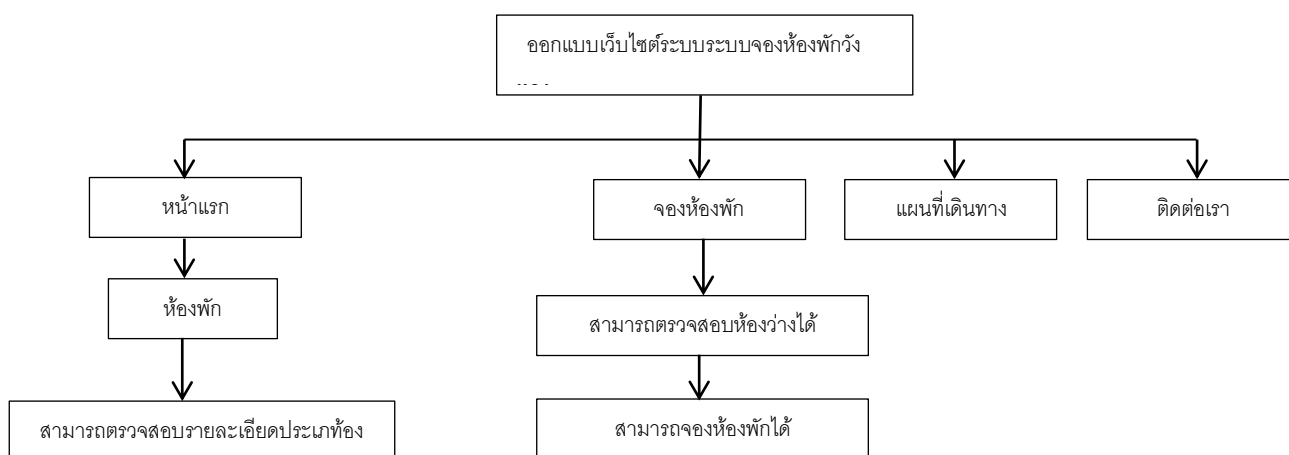 ออกแบบเว็บไซต์ระบบระบบจองห้องพักวัง
หน้าแรก
จองห้องพัก
แผนที่เดินทาง
ติดต่อเรา
ห้องพัก
สามารถตรวจสอบห้องว่างได้
สามารถตรวจสอบรายละเอียดประเภท้อง
สามารถจองห้องพักได้